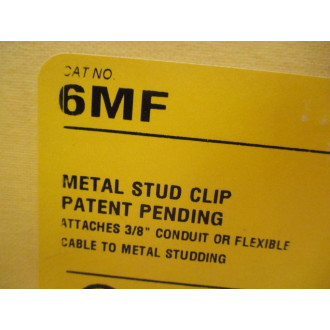 CAT NO.
6MF
METAL STUD CLIP
PATENT PENDING
ATTACHES 3/8" CONDUIT OR FLEXIBLE
CABLE TO METAL STUDDING